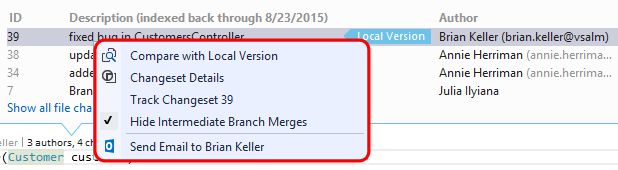 ID Description (indexed back through 8/23/2015) Author
39 fixed bug in CustomersController Local Version Brian Keller (brian.keller@vsalm)
Compare with Local Version
38 upda Annie Herriman (annie.herrima...
Changeset Details
34 adde Annie Herriman (annie.herrima...
Track Changeset 39
7 Bran Julia Ilyiana
Show all file cha
Hide Intermediate Branch Merges
eller | 3 authors, 4 ch
Send Email to Brian Keller
(Customer cust